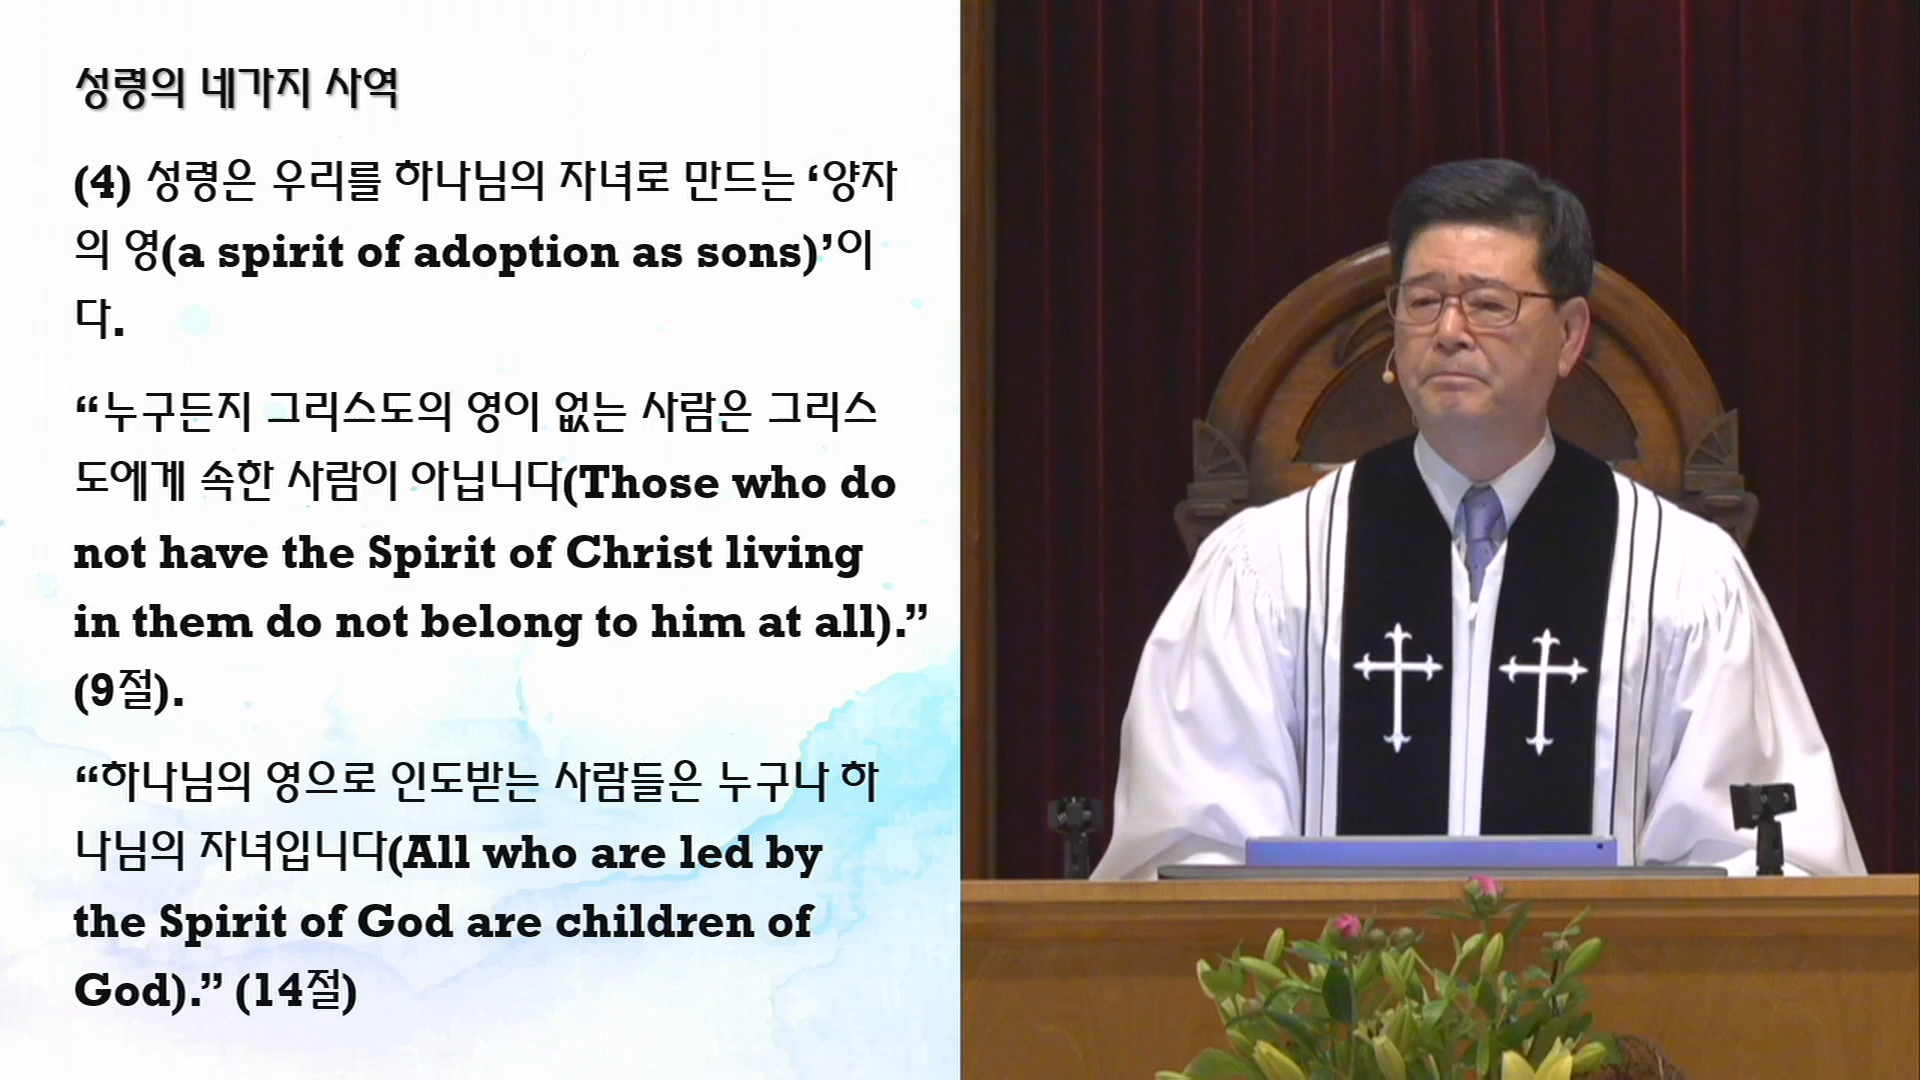 성령의 네가지 사역
(4) 성령은 우리를 하나님의 자녀로 만드는 ‘양자
의 영(a spirit of adoption as sons)’이
다.
“누구든지 그리스도의 영이 없는 사람은 그리스
도에게 속한 사람이 아닙니다(Those who do
not have the Spirit of Christ living
in them do not belong to him at all).”
(9절).
“하나님의 영으로 인도받는 사람들은 누구나 하
나님의 자녀입니다(All who are led by
the Spirit of God are children of
God).” (14절)